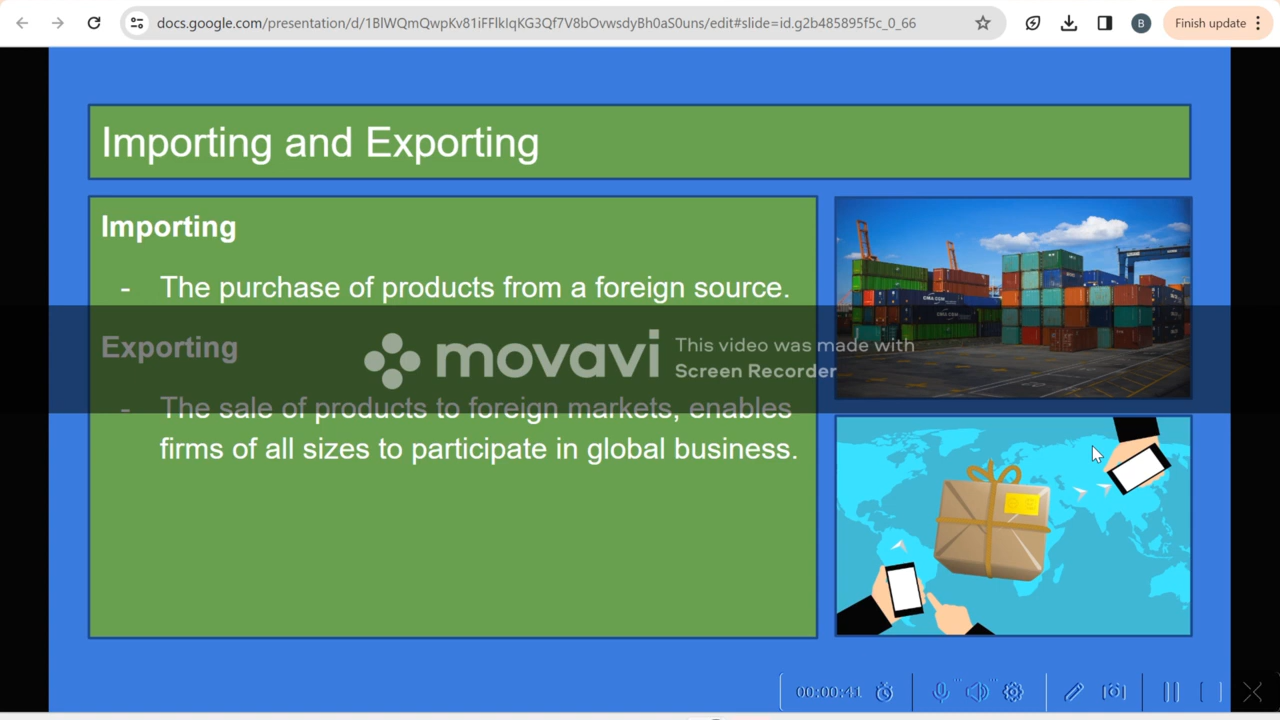 docs.google.com/presentation/d/1BlWQmQwpKv81iFFlkIqKG3Qf7V8bOvwsdyBh0aS0uns/edit#slide=id.g2b485895f5c_0_66
B
Finish update
Importing and Exporting
Importing
- The purchase of products from a foreign source.
Exporting
movavi
This video was made with
Screen Recorder
- The sale of products to foreign markets, enables
firms of all sizes to participate in global business.
00:00:41